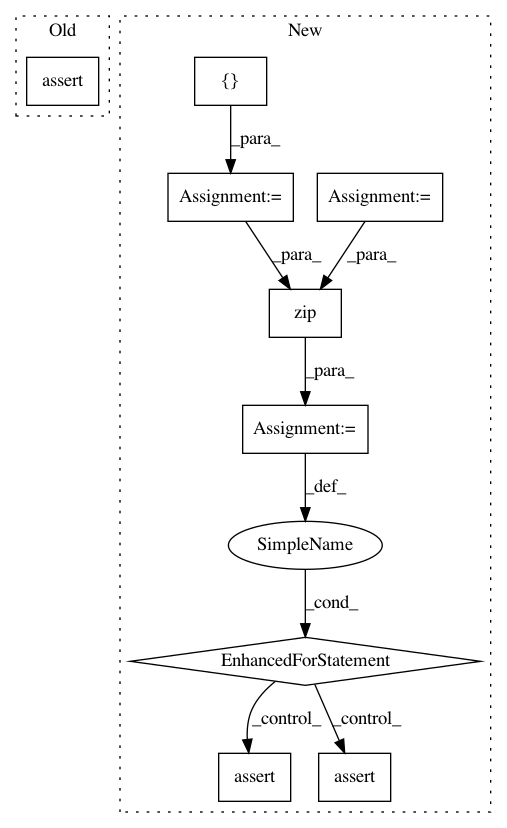 Old
New
assert
{}
_para_
Assignment:=
Assignment:=
_para_
_para_
zip
_para_
Assignment:=
_def_
SimpleName
_cond_
EnhancedForStatement
_control_
_control_
assert
assert